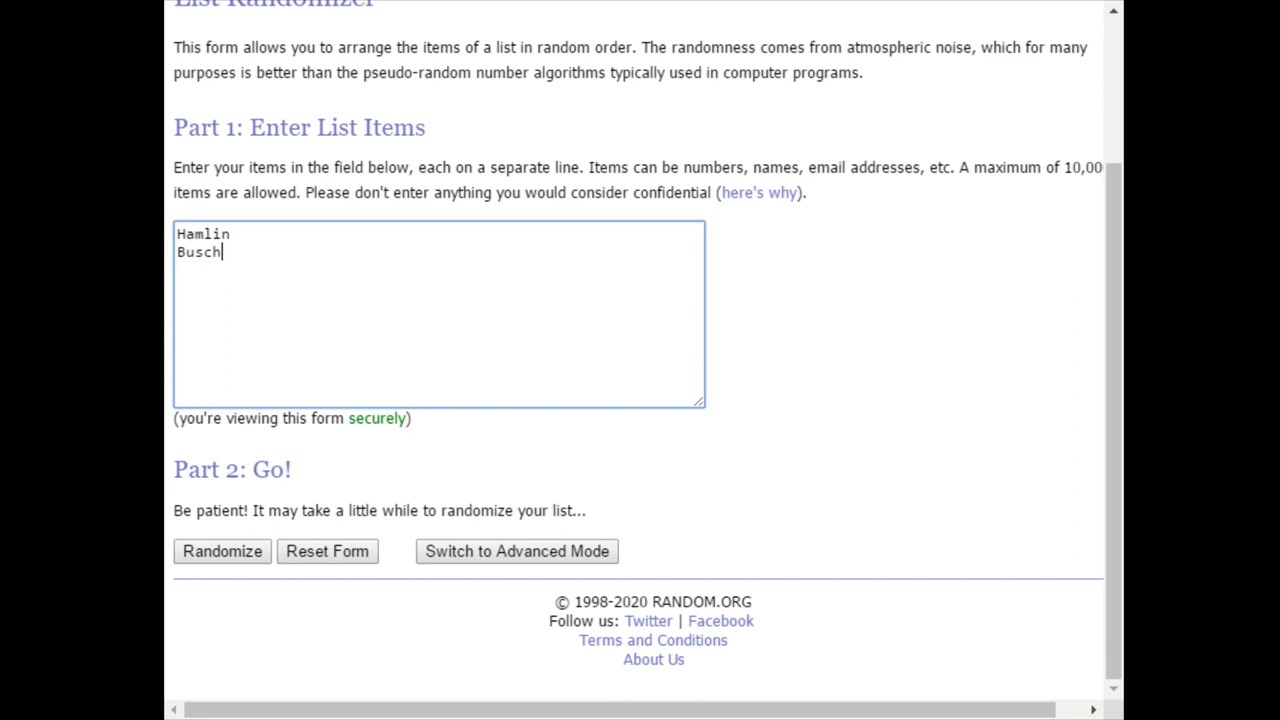 List Randomizer
This form allows you to arrange the items of a list in random order. The randomness comes from atmospheric noise, which for many
purposes is better than the pseudo-random number algorithms typically used in computer programs.
Part 1: Enter List Items
Enter your items in the field below, each on a separate line. Items can be numbers, names, email addresses, etc. A maximum of 10,00
items are allowed. Please don't enter anything you would consider confidential (here's why).
Hamlin
Busch
(you're viewing this form securely)
Part 2: Go!
Be patient! It may take a little while to randomize your list...
Randomize Reset Form Switch to Advanced Mode
© 1998-2020 RANDOM.ORG
Follow us: Twitter | Facebook
Terms and Conditions
About Us